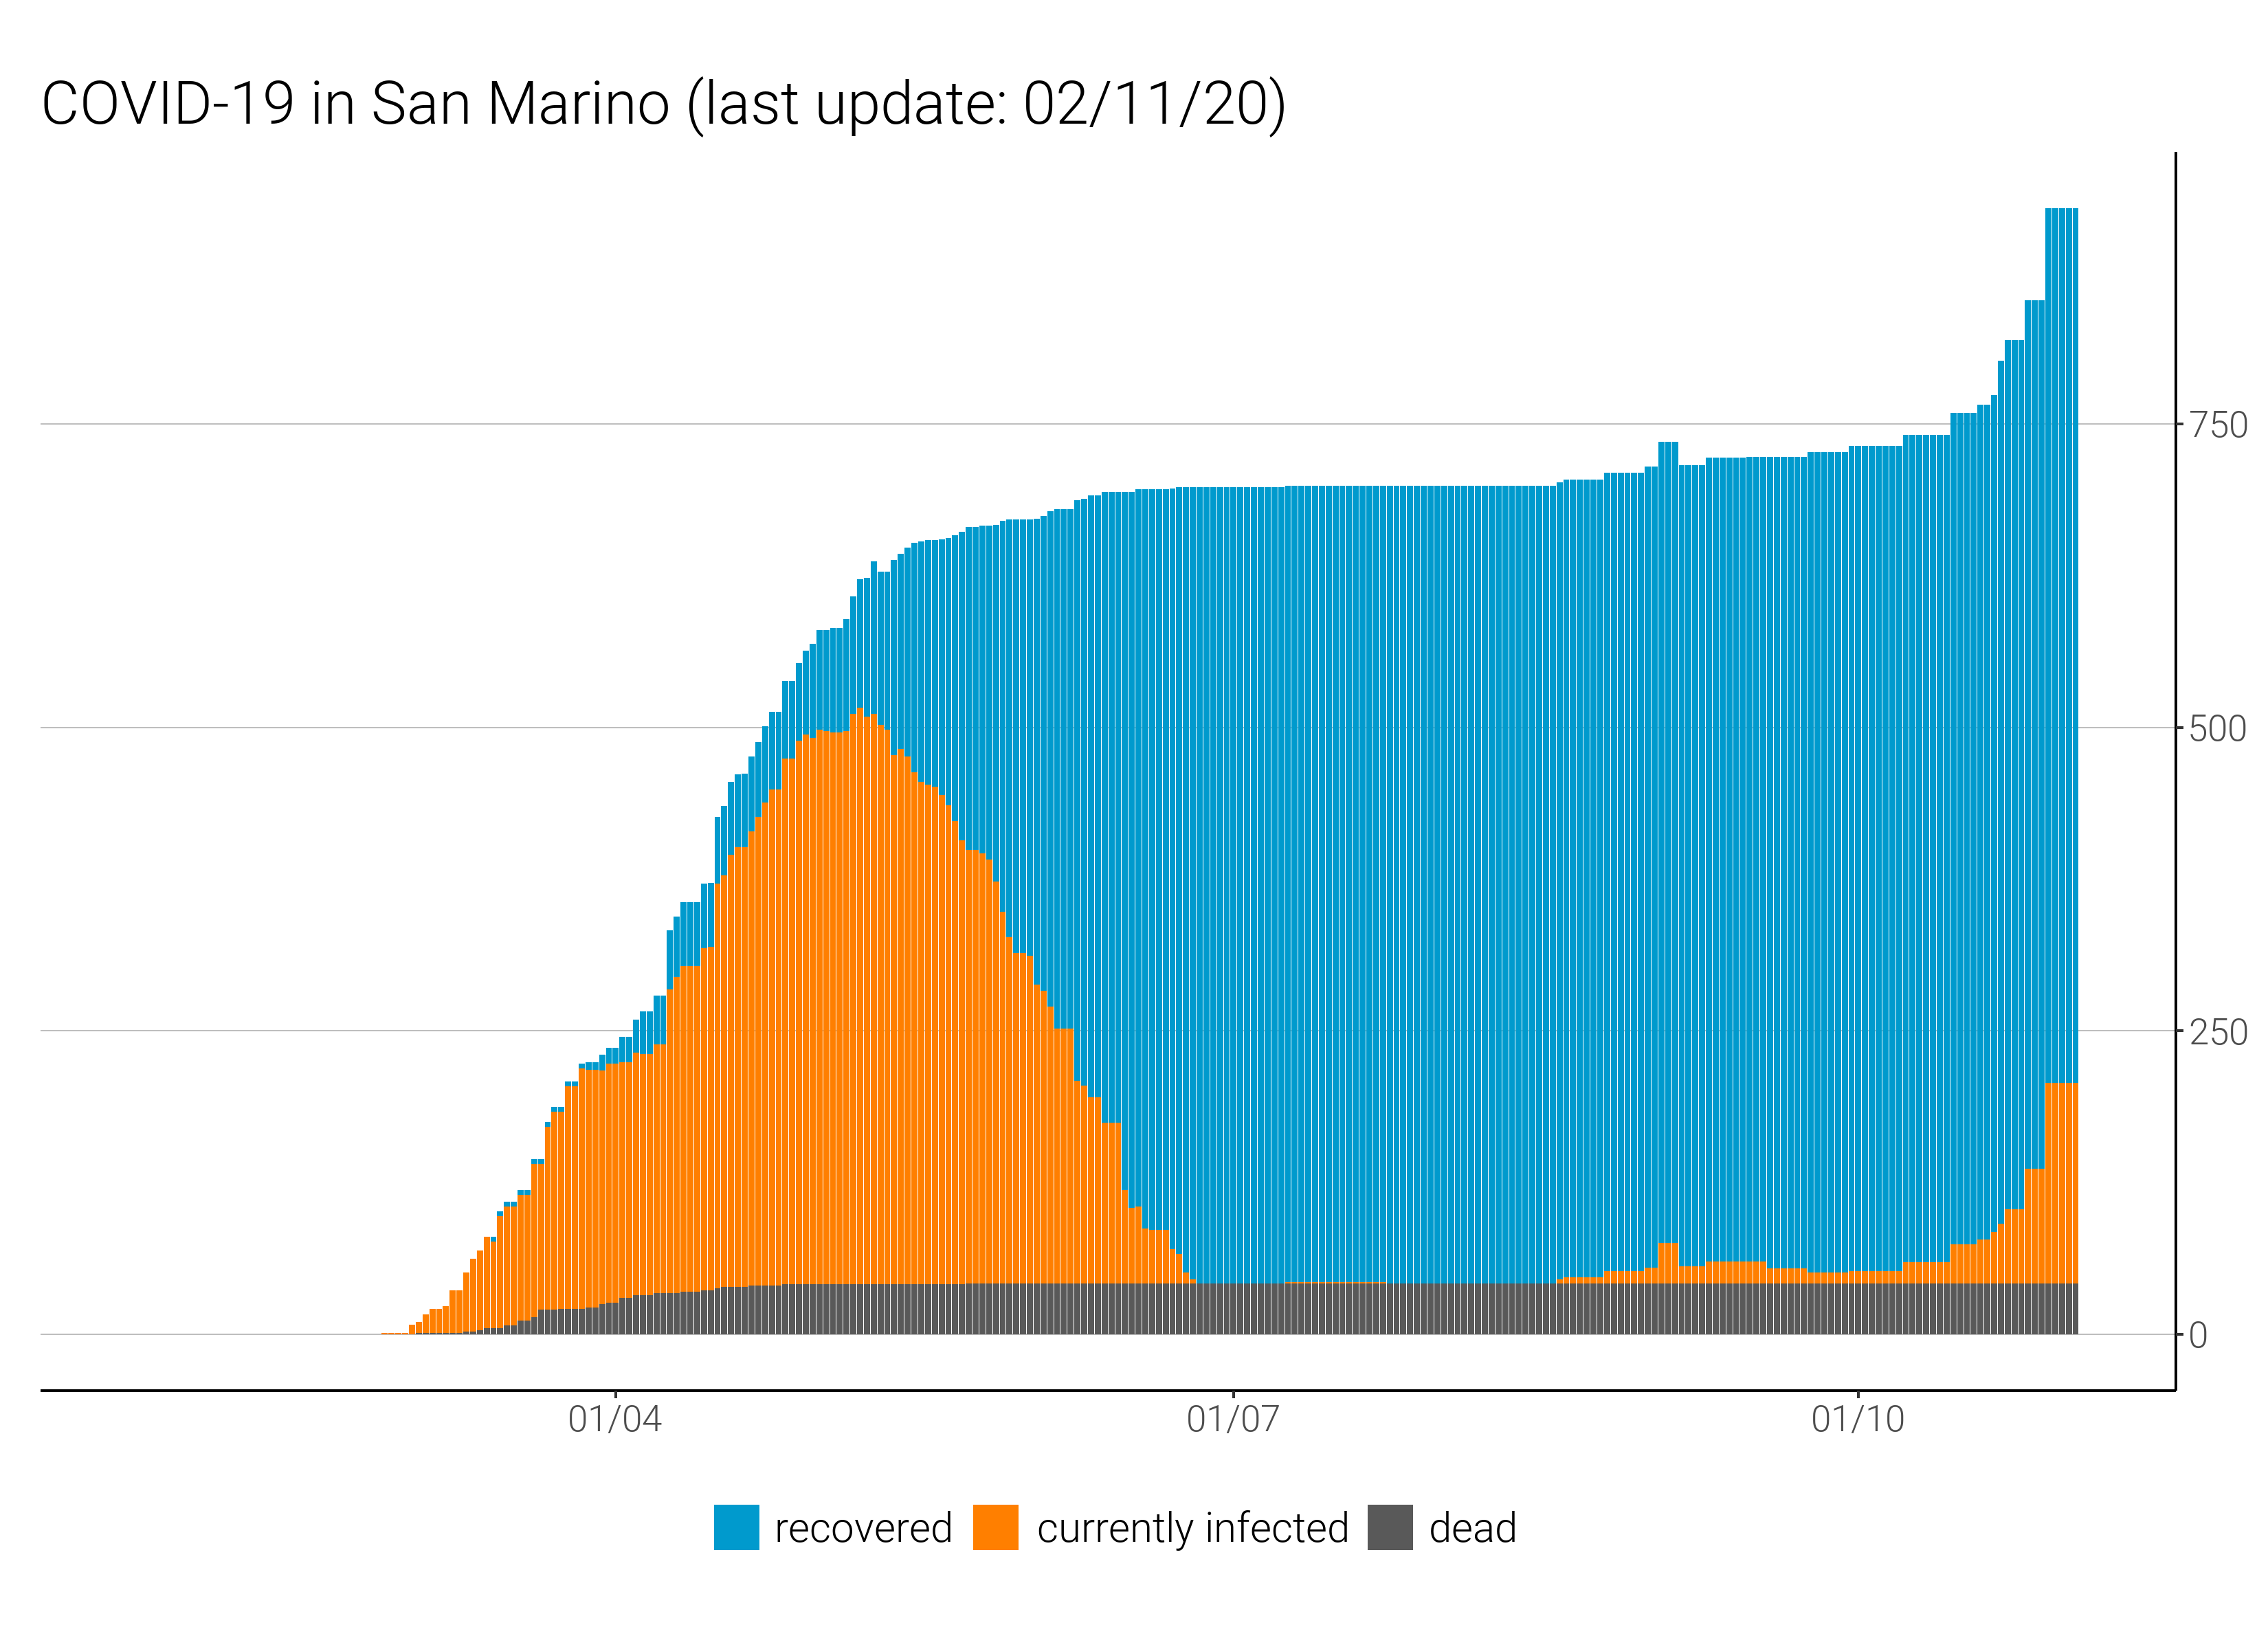 COVID-19 in San Marino (last update: 02/11/20)
750
500
250
0
01/04 01/07 01/10
recovered currently infected dead